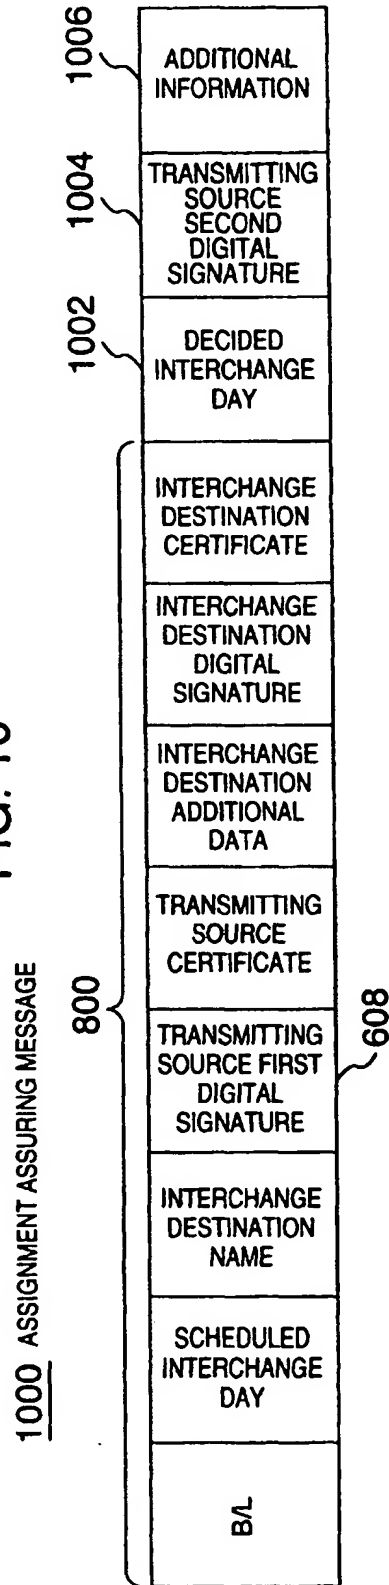 FIG. 10
1000 ASSIGNMENT ASSURING MESSAGE
800
1002
1004
1006
B/L
SCHEDULED
INTERCHANGE
DAY
INTERCHANGE
DESTINATION
NAME
TRANSMITTING
SOURCE FIRST
DIGITAL
SIGNATURE
TRANSMITTING
SOURCE
CERTIFICATE
INTERCHANGE
DESTINATION
ADDITIONAL
DATA
INTERCHANGE
DESTINATION
DIGITAL
SIGNATURE
INTERCHANGE
DESTINATION
CERTIFICATE
DECIDED
INTERCHANGE
DAY
TRANSMITTING
SOURCE
SECOND
DIGITAL
SIGNATURE
ADDITIONAL
INFORMATION
608